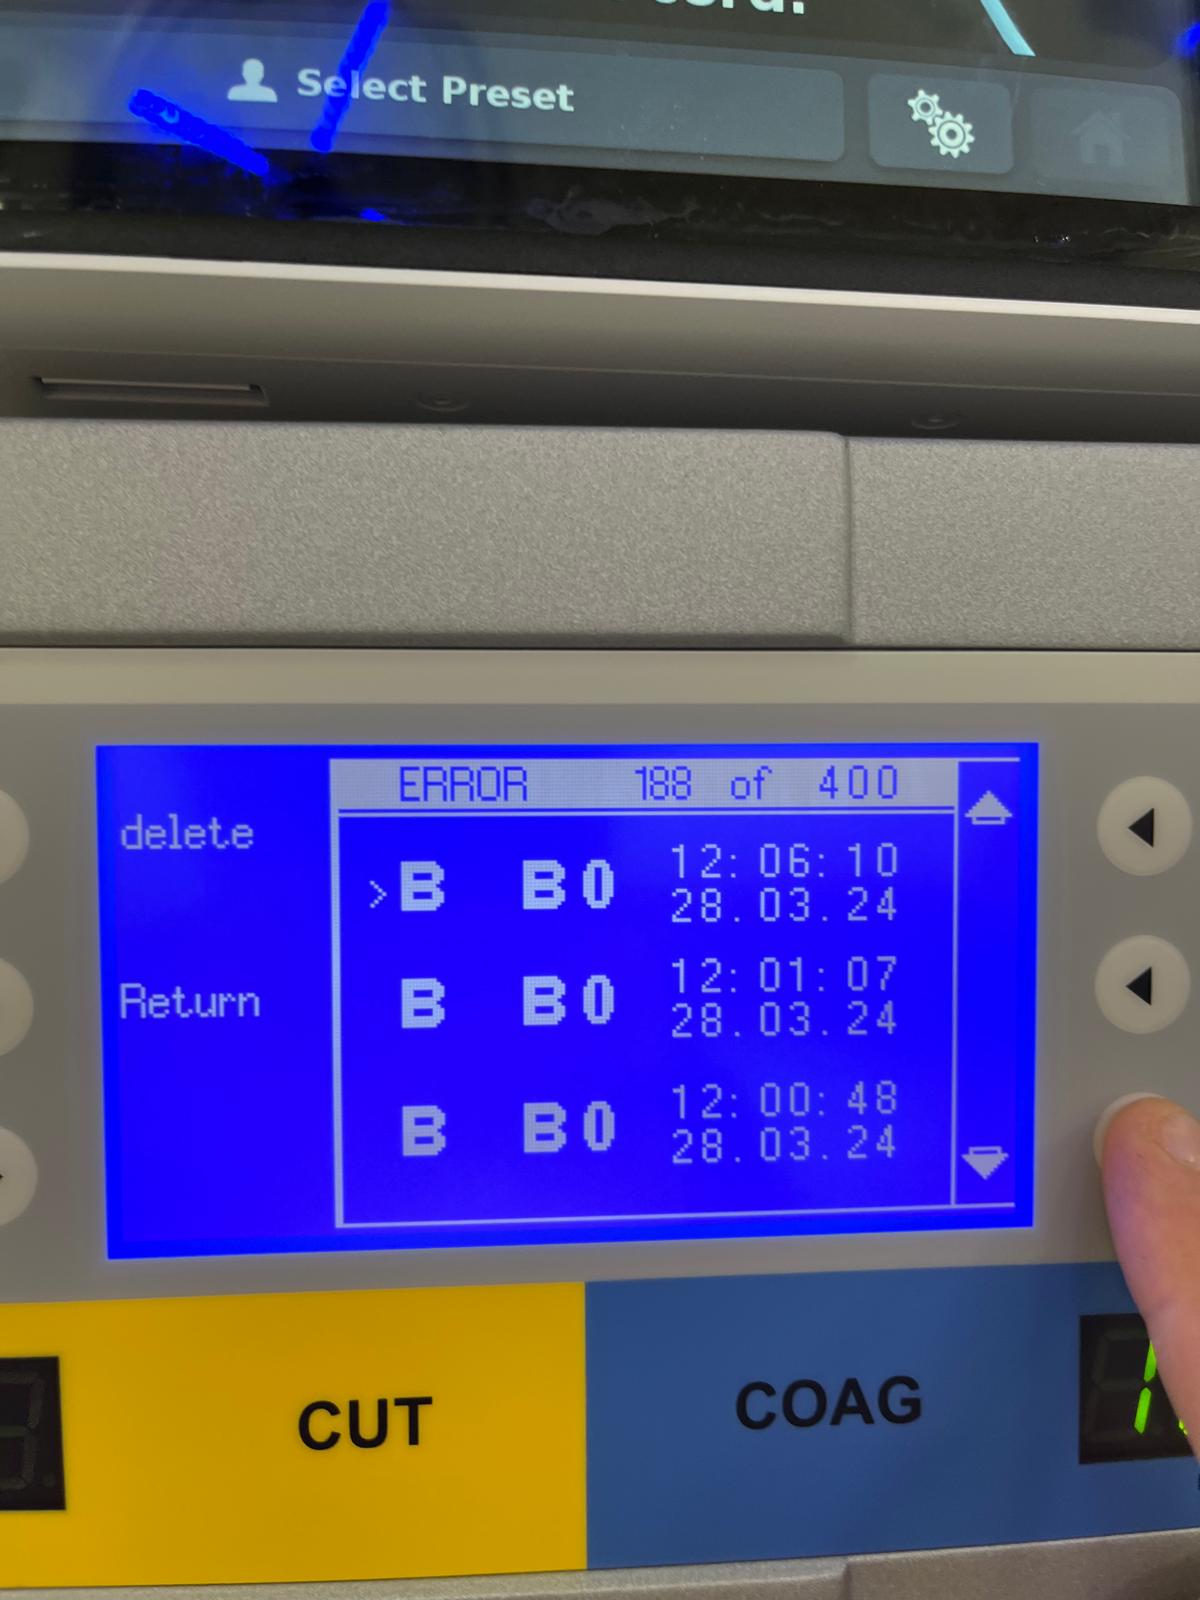 Select Preset
ERROR 188 of 400
delete
>B B0 12:06:10
28.03.24
Return
B B0 12:01:07
28.03.24
B B0 12:00:48
28.03.24
CUT
COAG